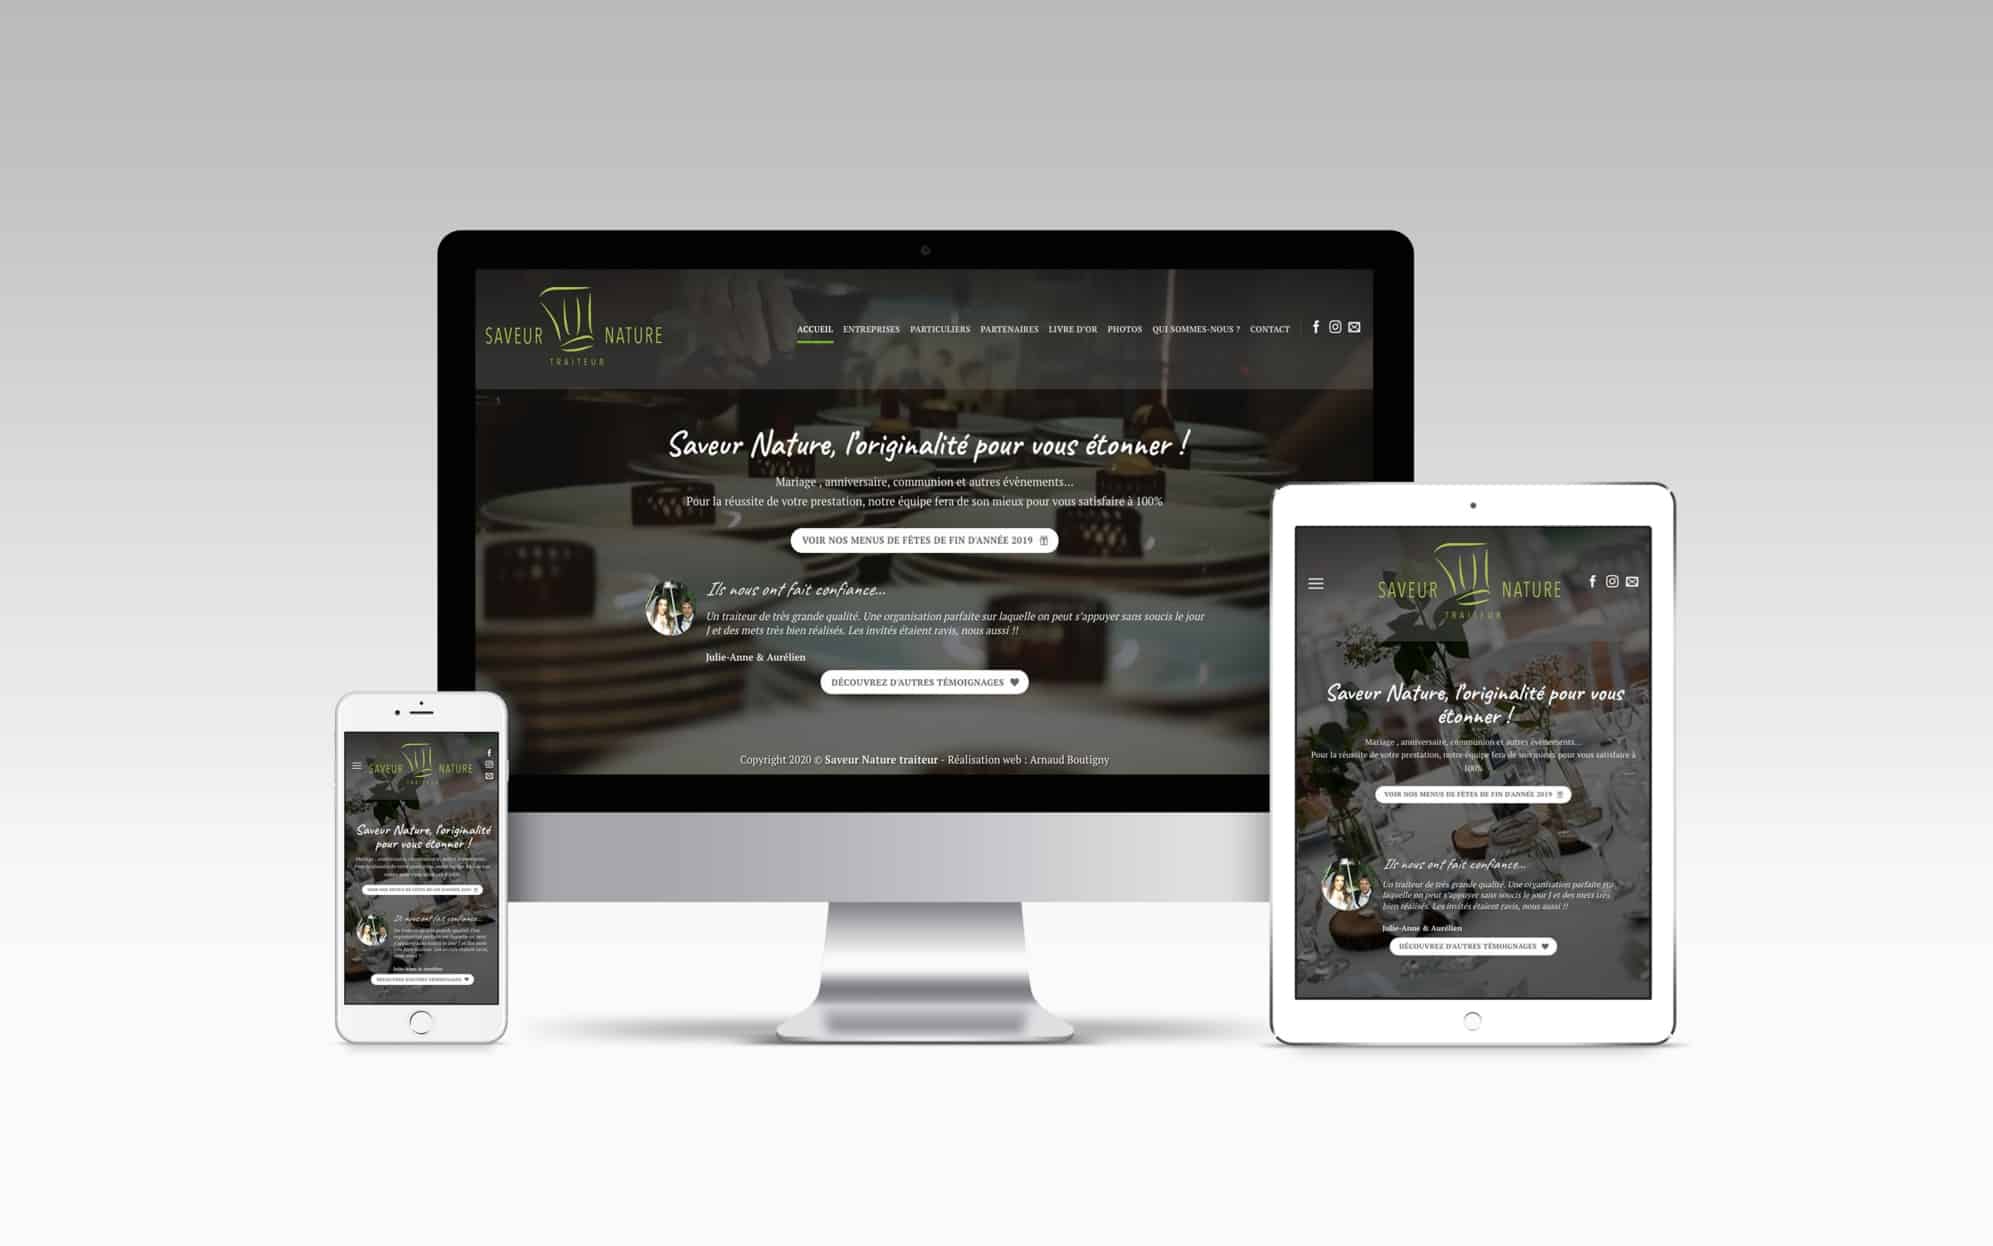 SAVEUR NATURE
TRAITEUR
ACCUEIL ENTREPRISES PARTICULIERS PARTENAIRES LIVRE D'OR PHOTOS QUI SOMMES-NOUS ? CONTACT
Saveur Nature, l'originalité pour vous étonner !
Mariage , anniversaire, communion et autres évènements...
Pour la réussite de votre prestation, notre équipe fera de son mieux pour vous satisfaire à 100%
VOIR NOS MENUS DE FÊTES DE FIN D'ANNÉE 2019
Ils nous ont fait confiance...
Un traiteur de très grande qualité. Une organisation parfaite sur laquelle on peut s'appuyer sans soucis le jour
J et des mets très bien réalisés. Les invités étaient ravis, nous aussi !!
Julie-Anne & Aurélien
DÉCOUVREZ D'AUTRES TÉMOIGNAGES
Copyright 2020 © Saveur Nature traiteur - Réalisation web : Arnaud Boutigny
SAVEUR NATURE
TRAITEUR
Saveur Nature, l'originalité pour vous
étonner !
Mariage , anniversaire, communion et autres évènements...
Pour la réussite de votre prestation, notre équipe fera de son mieux pour vous satisfaire à
100%
VOIR NOS MENUS DE FÊTES DE FIN D'ANNÉE 2019
Ils nous ont fait confiance...
Un traiteur de très grande qualité. Une organisation parfaite sur
laquelle on peut s'appuyer sans soucis le jour J et des mets très
bien réalisés. Les invités étaient ravis, nous aussi !!
Julie-Anne & Aurélien
DÉCOUVREZ D'AUTRES TÉMOIGNAGES
SAVEUR NATURE
TRAITEUR
Saveur Nature, l'originalité
pour vous étonner !
VOIR NOS MENUS DE FÊTES DE FIN D'ANNÉE 2019
Ils nous ont fait confiance...
Julie-Anne & Aurélien
DÉCOUVREZ D'AUTRES TÉMOIGNAGES